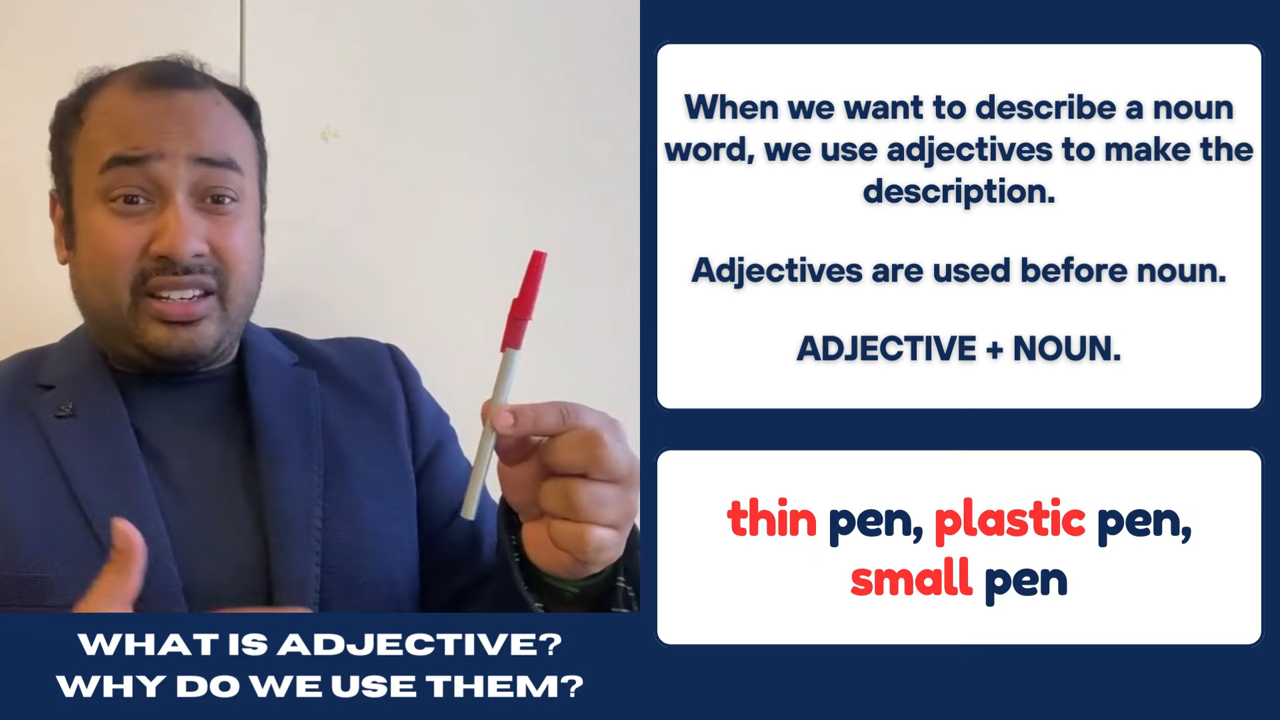 When we want to describe a noun
word, we use adjectives to make the
description.
Adjectives are used before noun.
ADJECTIVE + NOUN.
thin pen, plastic pen,
small pen
WHAT IS ADJECTIVE?
WHY DO WE USE THEM?